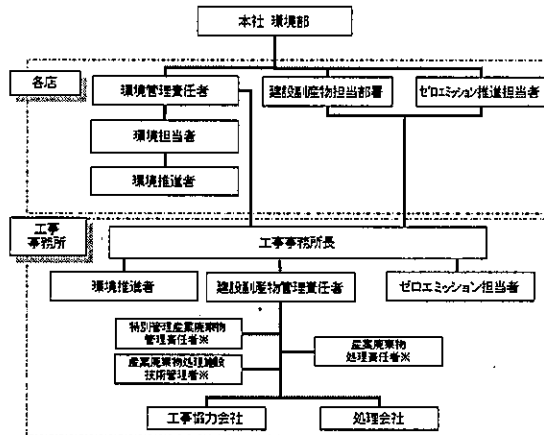 本社 環境部
各店
環境管理責任者
建設副産物担当部署
ゼロエミッション推進担当者
環境担当者
環境推進者
工事
事務所
工事事務所長
環境推進者
建設副産物管理責任者
ゼロエミッション担当者
特別管理産業廃棄物
管理責任者※
産業廃棄物
処理責任者※
産業廃棄物処理施設
技術管理者※
工事協力会社
処理会社